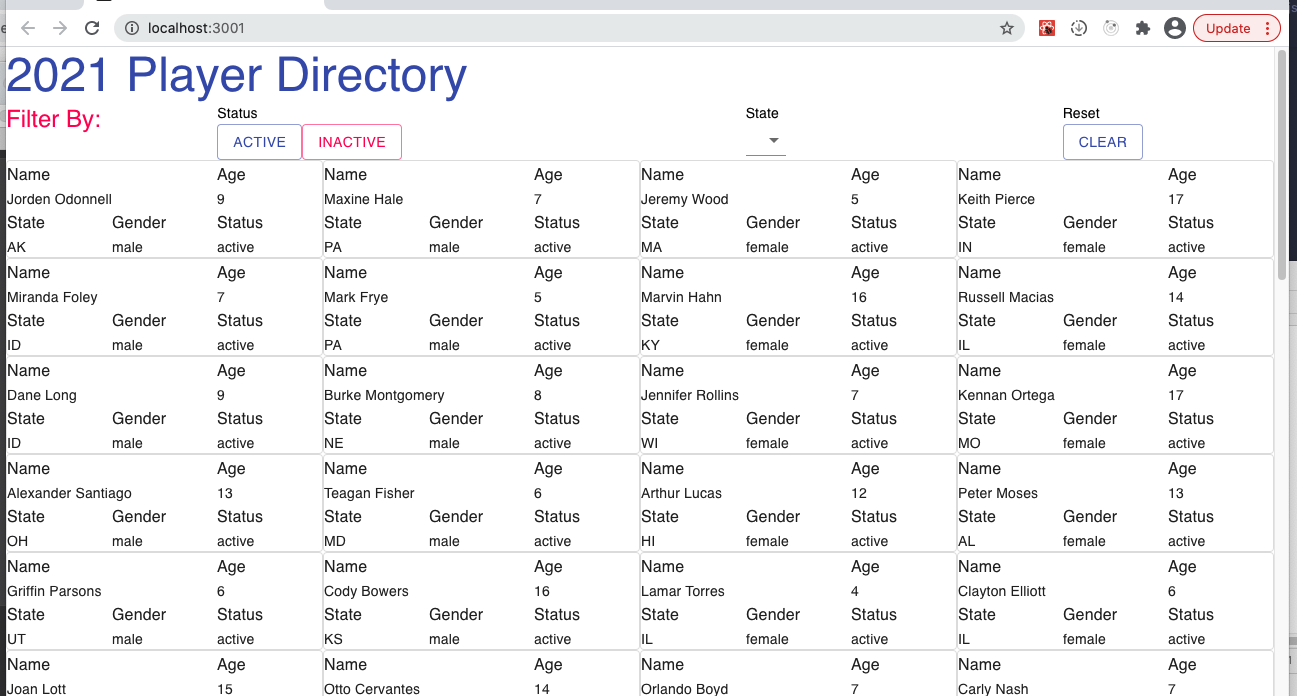 localhost:3001
Update
2021 Player Directory
Filter By:
Status
State
Reset
ACTIVE INACTIVE
CLEAR
Name Age Name Age Name Age Name Age
Jorden Odonnell 9 Maxine Hale 7 Jeremy Wood 5 Keith Pierce 17
State Gender Status State Gender Status State Gender Status State Gender Status
AK male active PA male active MA female active IN female active
Name Age Name Age Name Age Name Age
Miranda Foley 7 Mark Frye 5 Marvin Hahn 16 Russell Macias 14
State Gender Status State Gender Status State Gender Status State Gender Status
ID male active PA male active KY female active IL female active
Name Age Name Age Name Age Name Age
Dane Long 9 Burke Montgomery 8 Jennifer Rollins 7 Kennan Ortega 17
State Gender Status State Gender Status State Gender Status State Gender Status
ID male active NE male active WI female active MO female active
Name Age Name Age Name Age Name Age
Alexander Santiago 13 Teagan Fisher 6 Arthur Lucas 12 Peter Moses 13
State Gender Status State Gender Status State Gender Status State Gender Status
OH male active MD male active HI female active AL female active
Name Age Name Age Name Age Name Age
Griffin Parsons 6 Cody Bowers 16 Lamar Torres 4 Clayton Elliott 6
State Gender Status State Gender Status State Gender Status State Gender Status
UT male active KS male active IL female active IL female active
Name Age Name Age Name Age Name Age
Joan Lott 15 Otto Cervantes 14 Orlando Boyd 7 Carly Nash 7